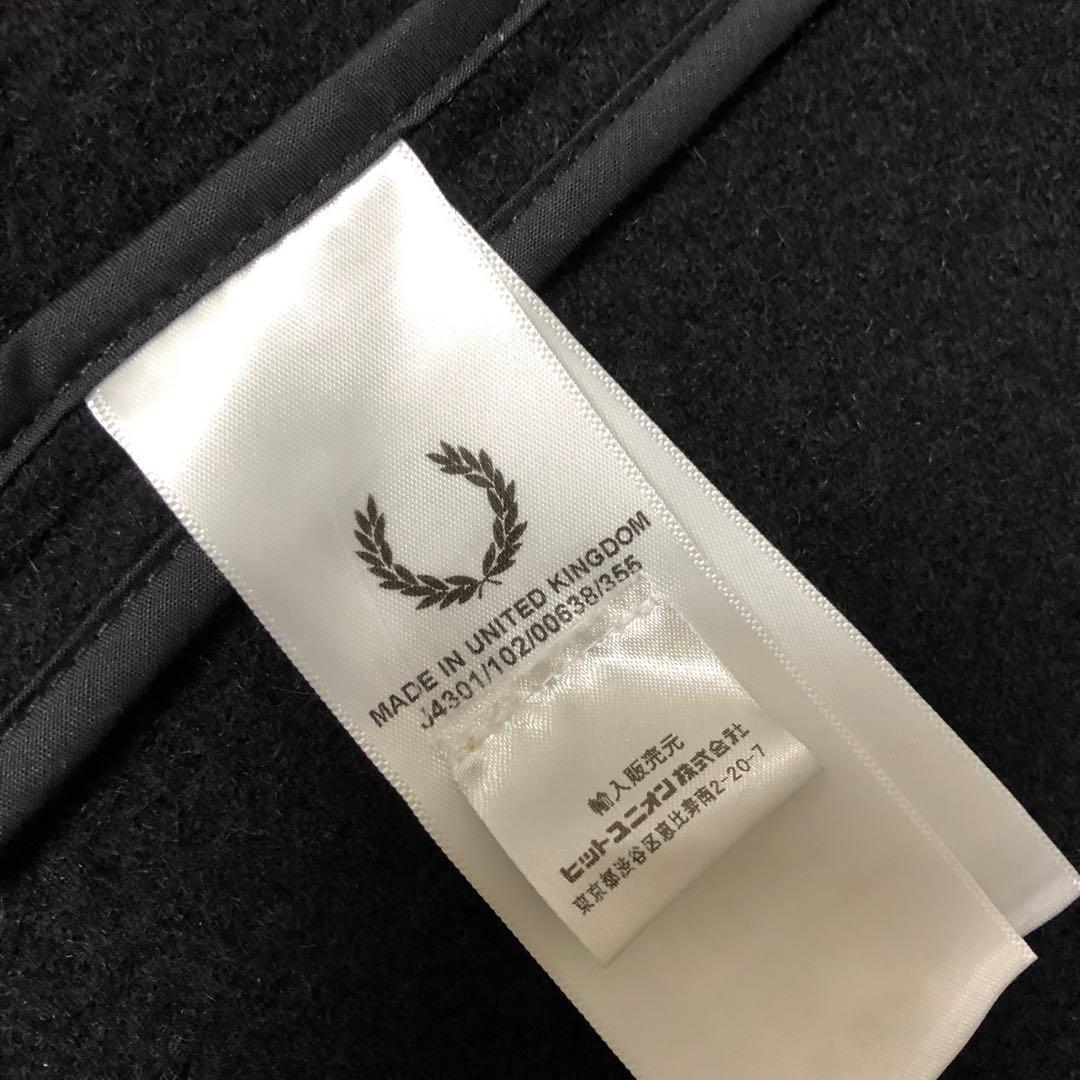 MADE IN UNITED KINGDOM
J4301/102/00638/355
輸入販売元
ヒットユニオン株式会社
東京都渋谷区恵比寿南2-20-7